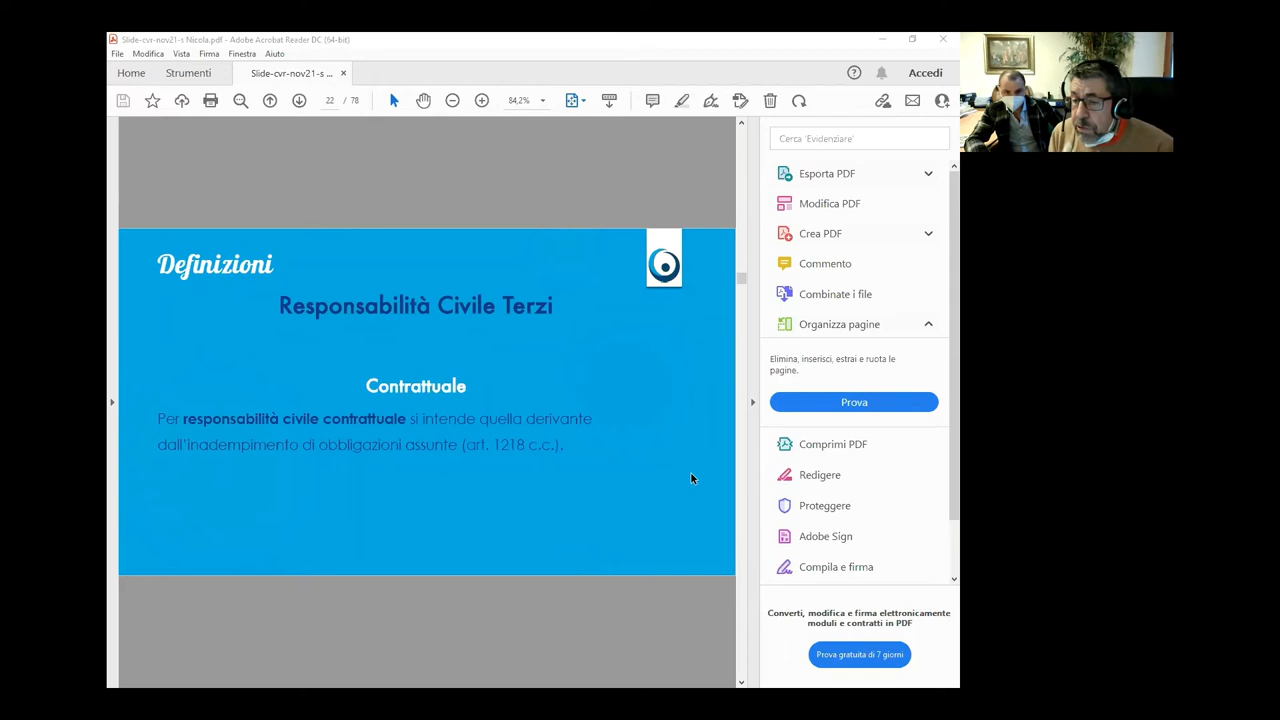 Slide-cvr-nov21-s Nicola.pdf - Adobe Acrobat Reader DC (64-bit)
File Modifica Vista Firma Finestra Aiuto
Home Strumenti Slide-cvr-nov21-s ... × Accedi
22 / 78 84,2%
Cerca 'Evidenziare'
Esporta PDF
Modifica PDF
Crea PDF
Commento
Combinate i file
Organizza pagine
Elimina, inserisci, estrai e ruota le
pagine.
Prova
Comprimi PDF
Redigere
Proteggere
Adobe Sign
Compila e firma
Converti, modifica e firma elettronicamente
moduli e contratti in PDF
Prova gratuita di 7 giorni
Definizioni
Responsabilità Civile Terzi
Contrattuale
Per responsabilità civile contrattuale si intende quella derivante
dall'inadempimento di obbligazioni assunte (art. 1218 c.c.).